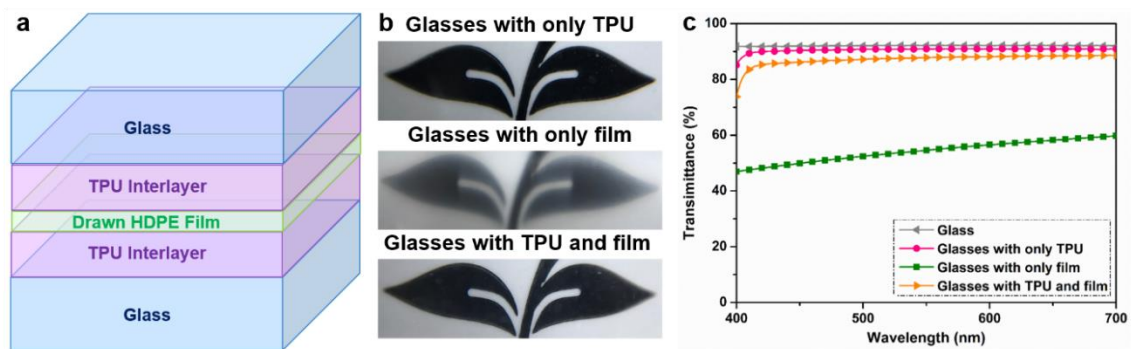 a
Glass
TPU Interlayer
Drawn HDPE Film
TPU Interlayer
Glass
b
Glasses with only TPU
Glasses with only film
Glasses with TPU and film
c
Transimittance (%)
100
80
60
40
20
0
Glass
Glasses with only TPU
Glasses with only film
Glasses with TPU and film
400 500 600 700
Wavelength (nm)